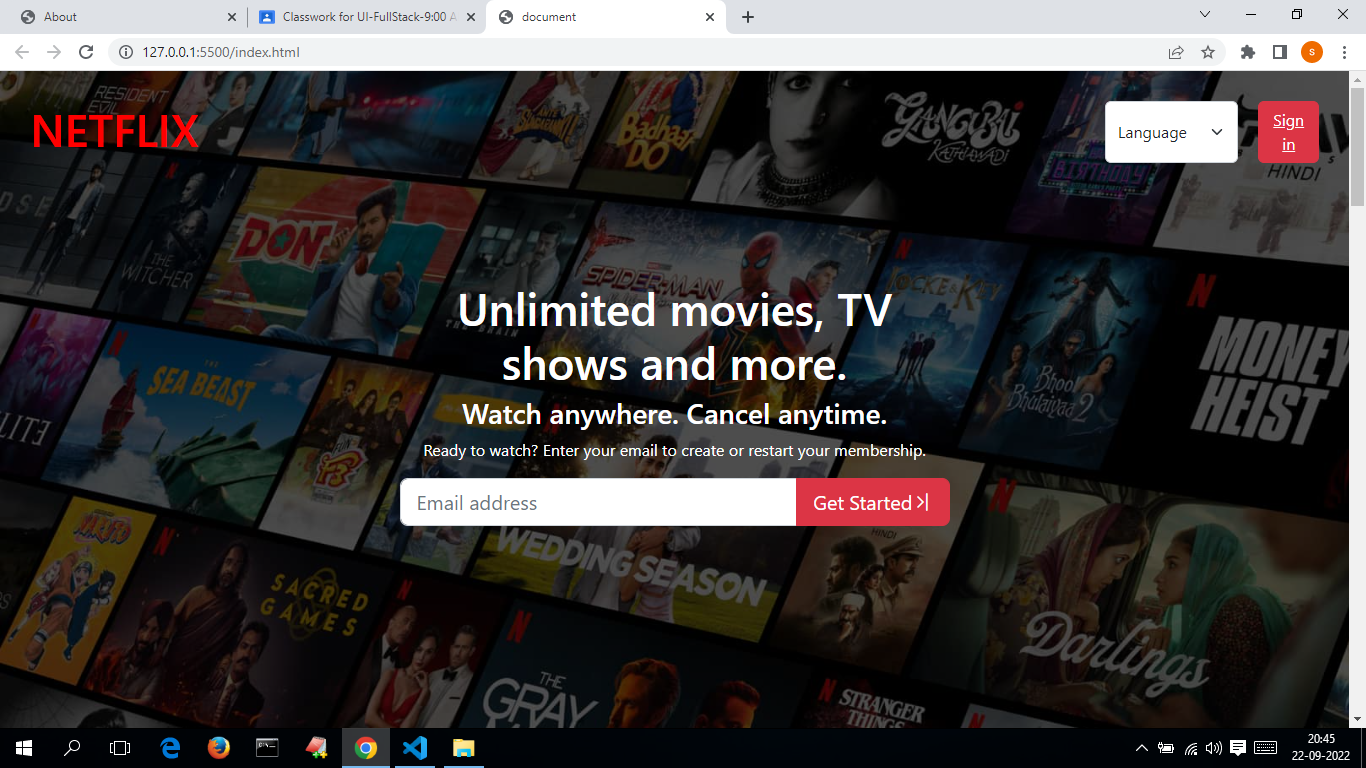 About
Classwork for UI-FullStack-9:00 A
document
127.0.0.1:5500/index.html
s
RESIDENT
EVIL
NETFLIX
Badhaai
DO
GANGUBAI
KATHIAWADI
BIRTHDAY
HINDI
Language
Sign
in
THE
WITCHER
DON
SPIDER-MAN
LOCKE & KEY
Unlimited movies, TV
shows and more.
Watch anywhere. Cancel anytime.
Ready to watch? Enter your email to create or restart your membership.
Email address
Get Started
THE
SEA BEAST
Bhool
Bhulaiyaa 2
MONEY
HEIST
ELITE
FUN
F3
NARUTO
SACRED
GAMES
WEDDING SEASON
HINDI
Darlings
THE
GRAY
STRANGER
THINGS
20:45
22-09-2022